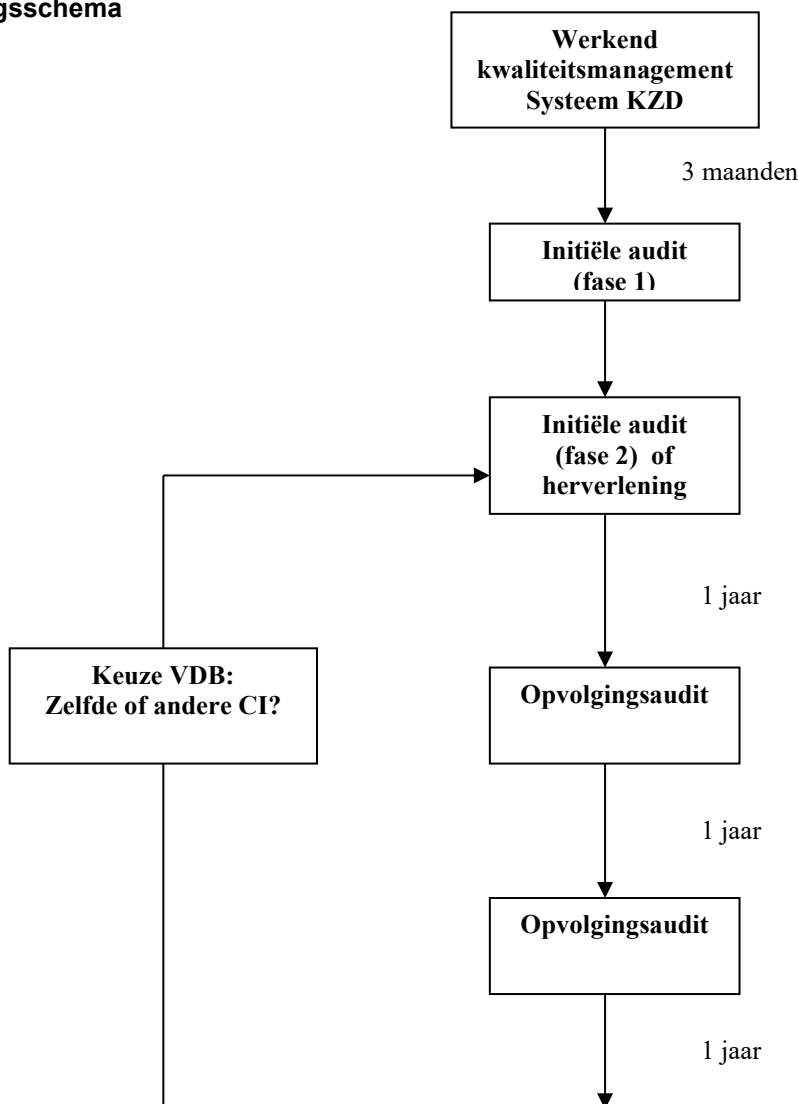 gsschema
Werkend
kwaliteitsmanagement
Systeem KZD
3 maanden
Initiële audit
(fase 1)
Initiële audit
(fase 2) of
herverlening
1 jaar
Keuze VDB:
Zelfde of andere CI?
Opvolgingsaudit
1 jaar
Opvolgingsaudit
1 jaar